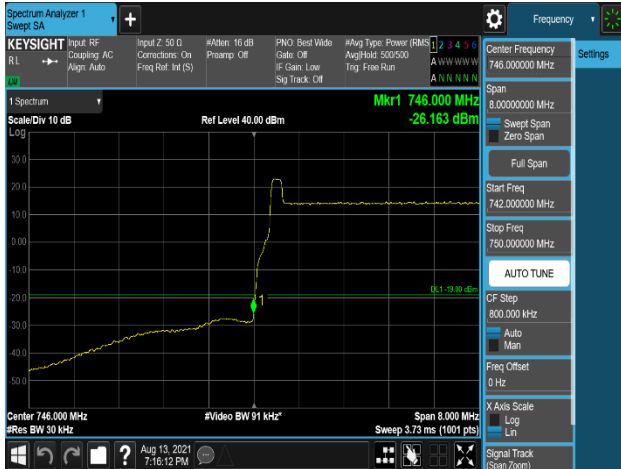 Spectrum Analyzer 1
Swept SA
+
Frequency
KEYSIGHT
RL
Input: RF
Coupling: AC
Align: Auto
Input Z: 50 Ω
Corrections: On
Freq Ref: Int (S)
#Atten: 16 dB
Preamp: Off
PNO: Best Wide
Gate: Off
IF Gain: Low
Sig Track: Off
#Avg Type: Power (RMS
Avg|Hold: 500/500
Trig: Free Run
1 2 3 4 5 6
A W W W W W
A N N N N N
LW
1 Spectrum
Scale/Div 10 dB
Log
Ref Level 40.00 dBm
Mkr1 746.000 MHz
-26.163 dBm
30.0
20.0
10.0
0.00
-10.0
-20.0
-30.0
-40.0
-50.0
DL1 -19.00 dBm
1
Center 746.000 MHz
#Res BW 30 kHz
#Video BW 91 kHz*
Span 8.000 MHz
Sweep 3.73 ms (1001 pts)
?
Aug 13, 2021
7:16:12 PM
Center Frequency
746.000000 MHz
Span
8.00000000 MHz
Swept Span
Zero Span
Full Span
Start Freq
742.000000 MHz
Stop Freq
750.000000 MHz
AUTO TUNE
CF Step
800.000 kHz
Auto
Man
Freq Offset
0 Hz
X Axis Scale
Log
Lin
Signal Track
(Span Zoom)
Settings